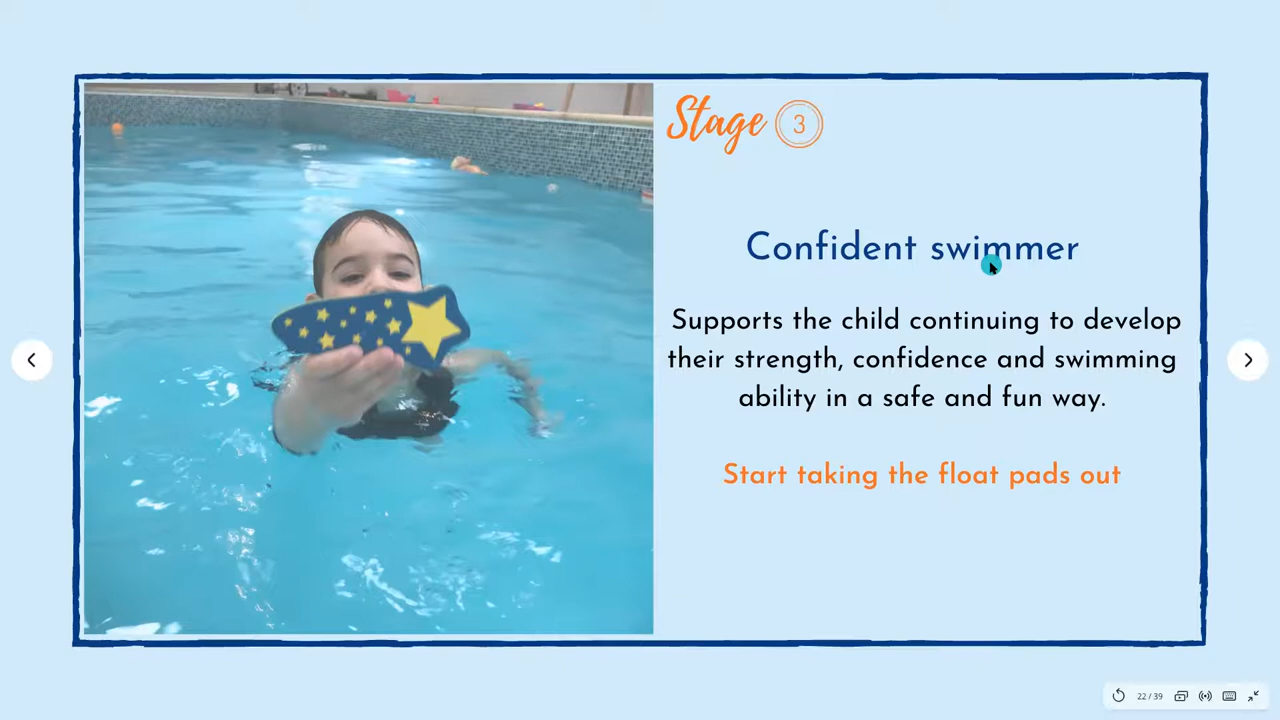 Stage 3
Confident swimmer
Supports the child continuing to develop
their strength, confidence and swimming
ability in a safe and fun way.
Start taking the float pads out
22 / 39